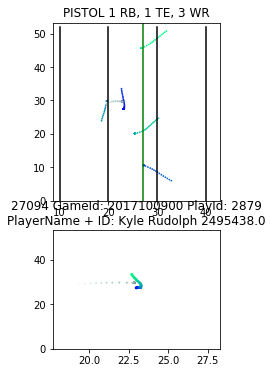 PISTOL 1 RB, 1 TE, 3 WR
50
40
30
20
10
0
10 20 30 40
27094 GameId: 2017100900 PlayId: 2879
PlayerName + ID: Kyle Rudolph 2495438.0
40
20
0
20.0 22.5 25.0 27.5